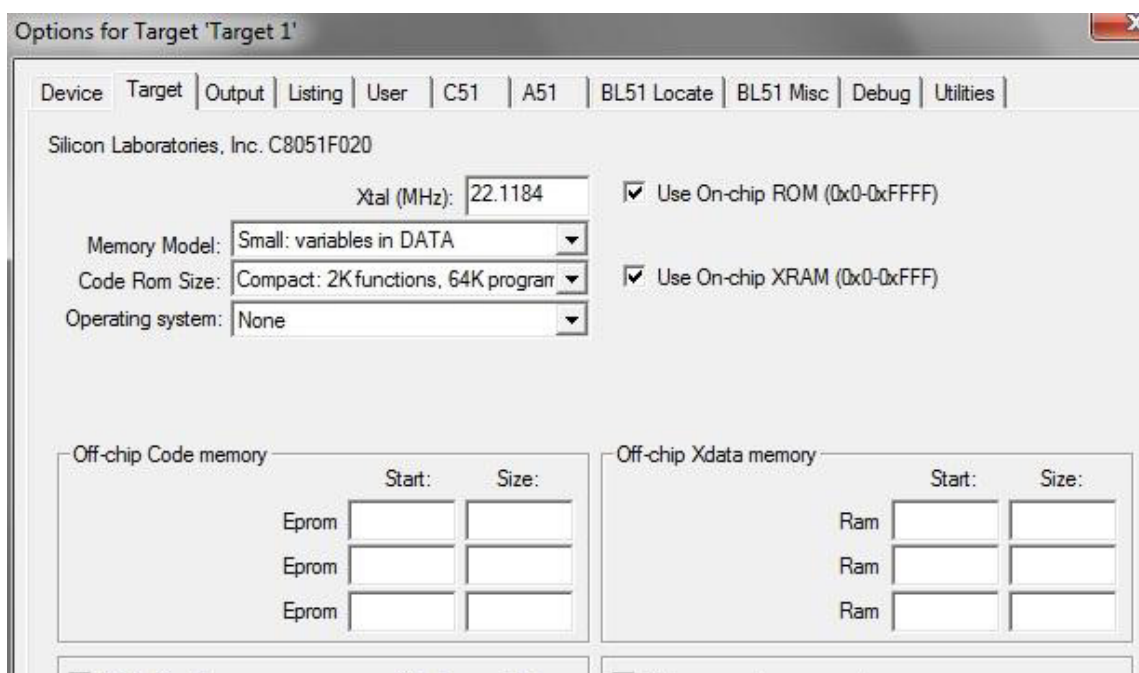 Options for Target 'Target 1'
Device Target Output Listing User C51 A51 BL51 Locate BL51 Misc Debug Utilities
Silicon Laboratories, Inc. C8051F020
Xtal (MHz): 22.1184 Use On-chip ROM (0x0-0xFFFF)
Memory Model: Small: variables in DATA
Code Rom Size: Compact: 2K functions, 64K program Use On-chip XRAM (0x0-0xFFF)
Operating system: None
Off-chip Code memory Off-chip Xdata memory
Start: Size: Start: Size:
Eprom Ram
Eprom Ram
Eprom Ram